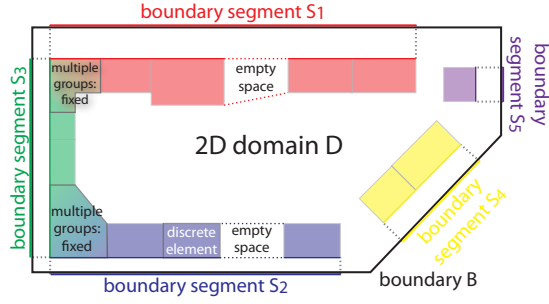 boundary segment S1
boundary segment S3
multiple
groups:
fixed
empty
space
boundary
segment S5
2D domain D
multiple
groups:
fixed
discrete
element
empty
space
boundary
segment S4
boundary segment S2
boundary B